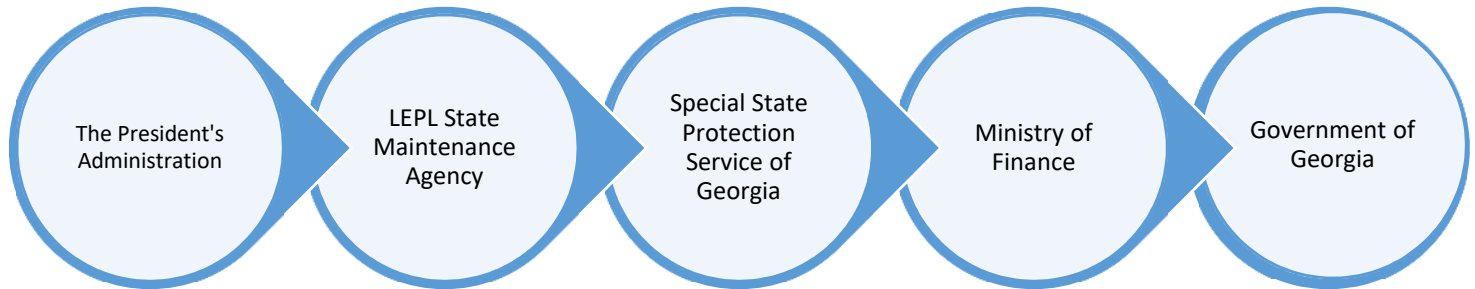 The President's
Administration
LEPL State
Maintenance
Agency
Special State
Protection
Service of
Georgia
Ministry of
Finance
Government of
Georgia